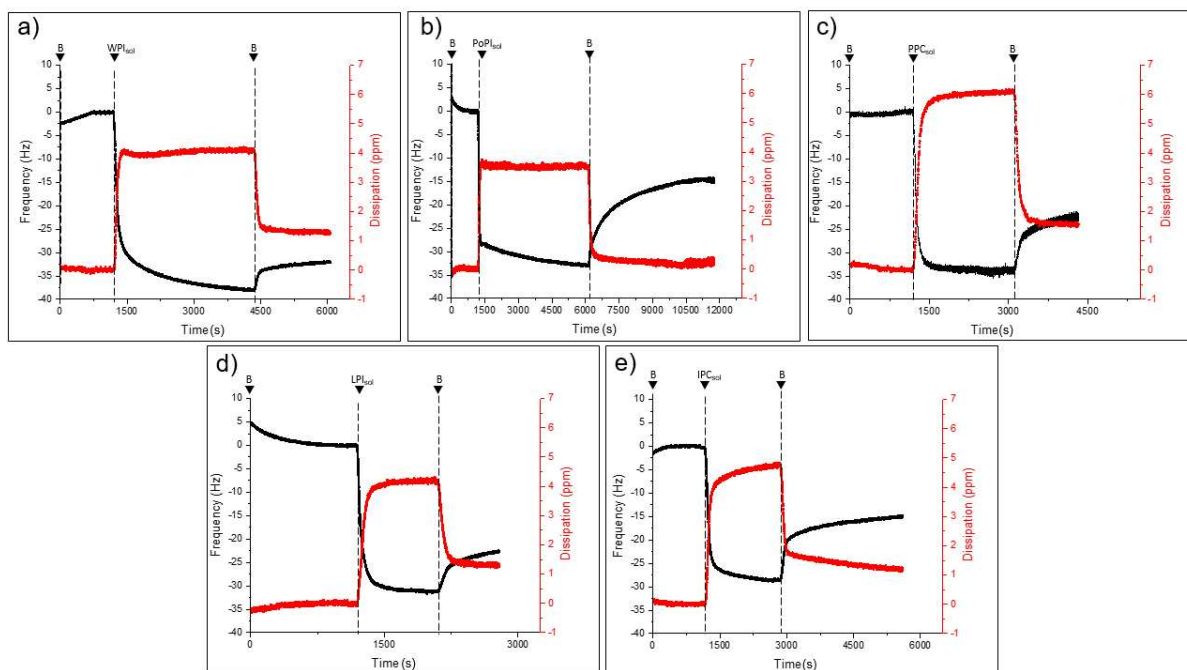 a)
B WPIsol B
10 5 0 -5 -10 -15 -20 -25 -30 -35 -40
Frequency (Hz)
7 6 5 4 3 2 1 0 -1
Dissipation (ppm)
0 1500 3000 4500 6000
Time (s)
b)
B PoPIsol B
10 5 0 -5 -10 -15 -20 -25 -30 -35 -40
Frequency (Hz)
7 6 5 4 3 2 1 0 -1
Dissipation (ppm)
0 1500 3000 4500 6000 7500 9000 10500 12000
Time (s)
c)
B PPCsol B
10 5 0 -5 -10 -15 -20 -25 -30 -35 -40
Frequency (Hz)
7 6 5 4 3 2 1 0 -1
Dissipation (ppm)
0 1500 3000 4500
Time (s)
d)
B LPIsol B
10 5 0 -5 -10 -15 -20 -25 -30 -35 -40
Frequency (Hz)
7 6 5 4 3 2 1 0 -1
Dissipation (ppm)
0 1500 3000
Time (s)
e)
B IPCsol B
10 5 0 -5 -10 -15 -20 -25 -30 -35 -40
Frequency (Hz)
7 6 5 4 3 2 1 0 -1
Dissipation (ppm)
0 1500 3000 4500 6000
Time (s)